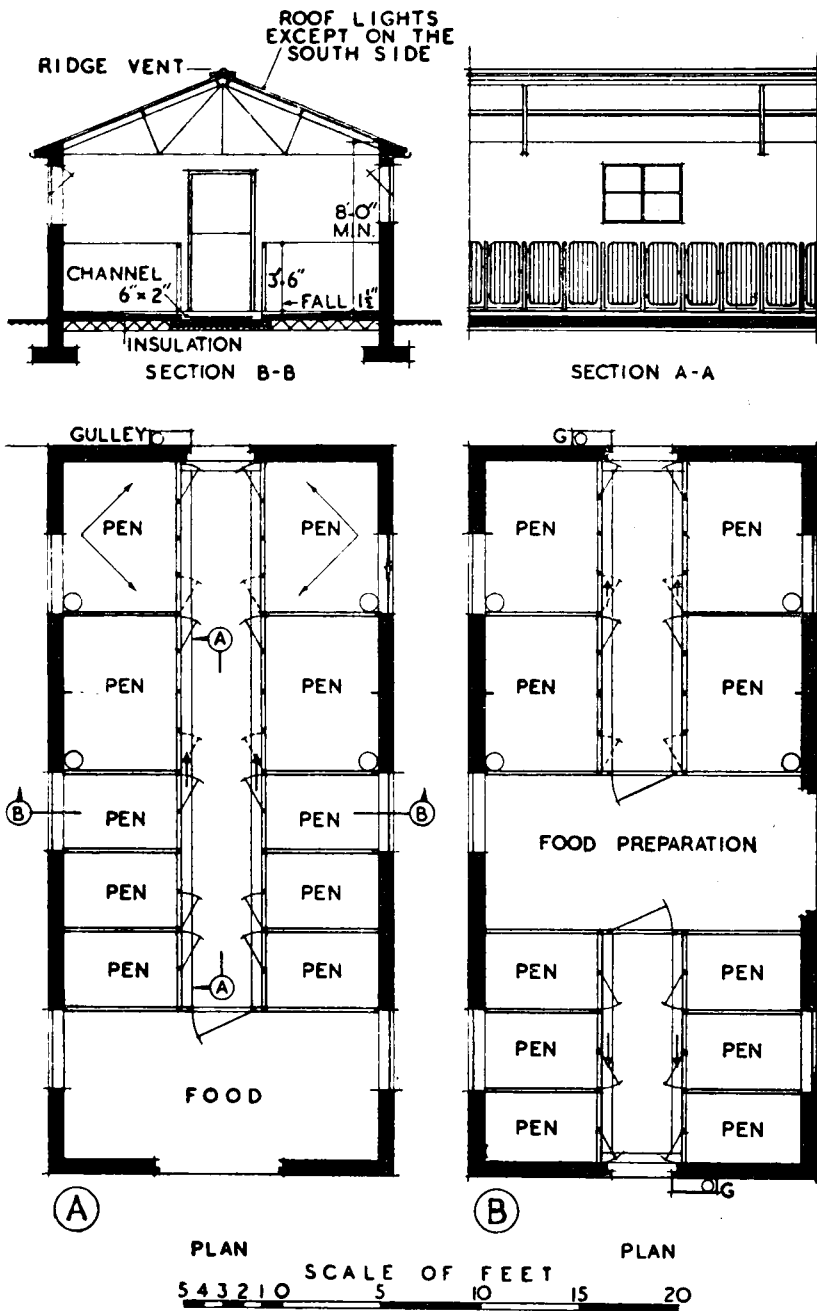 ROOF LIGHTS
EXCEPT ON THE
SOUTH SIDE
RIDGE VENT
8'-0"
MIN.
CHANNEL
6" × 2"
3'.6"
FALL 1½"
INSULATION
SECTION B-B
SECTION A-A
GULLEY
G
PEN
PEN
PEN
PEN
PEN
PEN
PEN
PEN
A
A
PEN
PEN
PEN
PEN
B
B
PEN
PEN
FOOD PREPARATION
PEN
PEN
PEN
PEN
PEN
PEN
PEN
PEN
FOOD
A
B
G
PLAN
PLAN
SCALE OF FEET
5 4 3 2 1 0 5 10 15 20